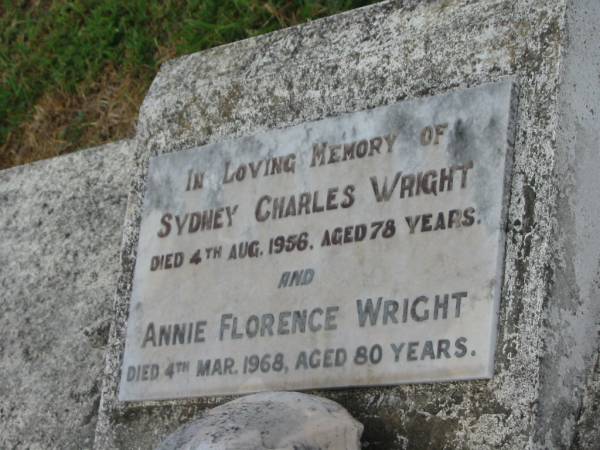 IN LOVING MEMORY OF
SYDNEY CHARLES WRIGHT
DIED 4TH AUG. 1956, AGED 78 YEARS.
AND
ANNIE FLORENCE WRIGHT
DIED 4TH MAR. 1968, AGED 80 YEARS.